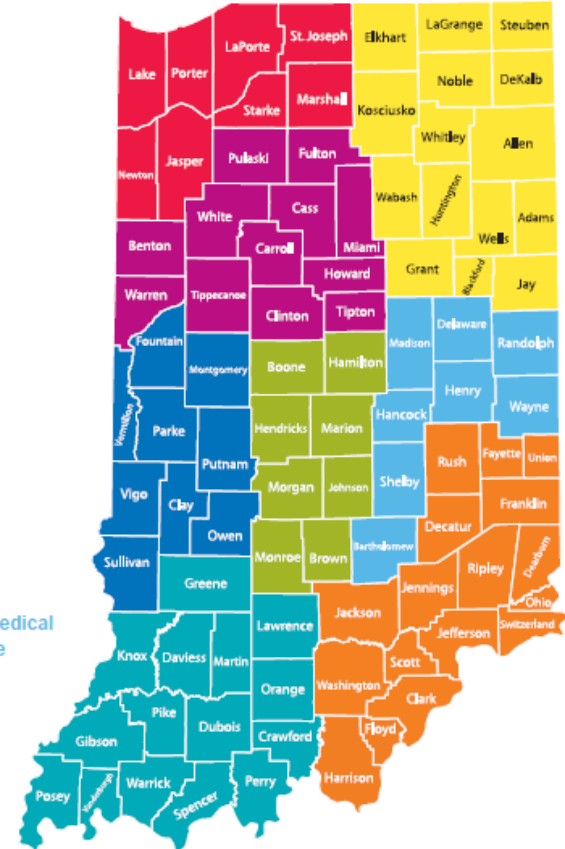 LaGrange
Steuben
St. Joseph
Elkhart
LaPorte
Lake
Porter
Noble
DeKalb
Marshall
Starke
Kosciusko
Whitley
Allen
Pulaski
Fulton
Jasper
Newton
Wabash
Huntington
White
Cass
Adams
Wells
Benton
Carroll
Miami
Grant
Blackford
Jay
Howard
Warren
Tippecanoe
Clinton
Tipton
Fountain
Delaware
Madison
Randolph
Montgomery
Boone
Hamilton
Henry
Wayne
Hancock
Vermillion
Parke
Hendricks
Marion
Putnam
Rush
Fayette
Union
Shelby
Vigo
Clay
Morgan
Johnson
Franklin
Decatur
Owen
Bartholomew
Monroe
Brown
Sullivan
Ripley
Dearborn
Greene
Jennings
Ohio
Jackson
Lawrence
Switzerland
edical
e
Jefferson
Knox
Daviess
Martin
Scott
Orange
Washington
Clark
Pike
Dubois
Floyd
Gibson
Crawford
Harrison
Warrick
Perry
Posey
Vanderburgh
Spencer